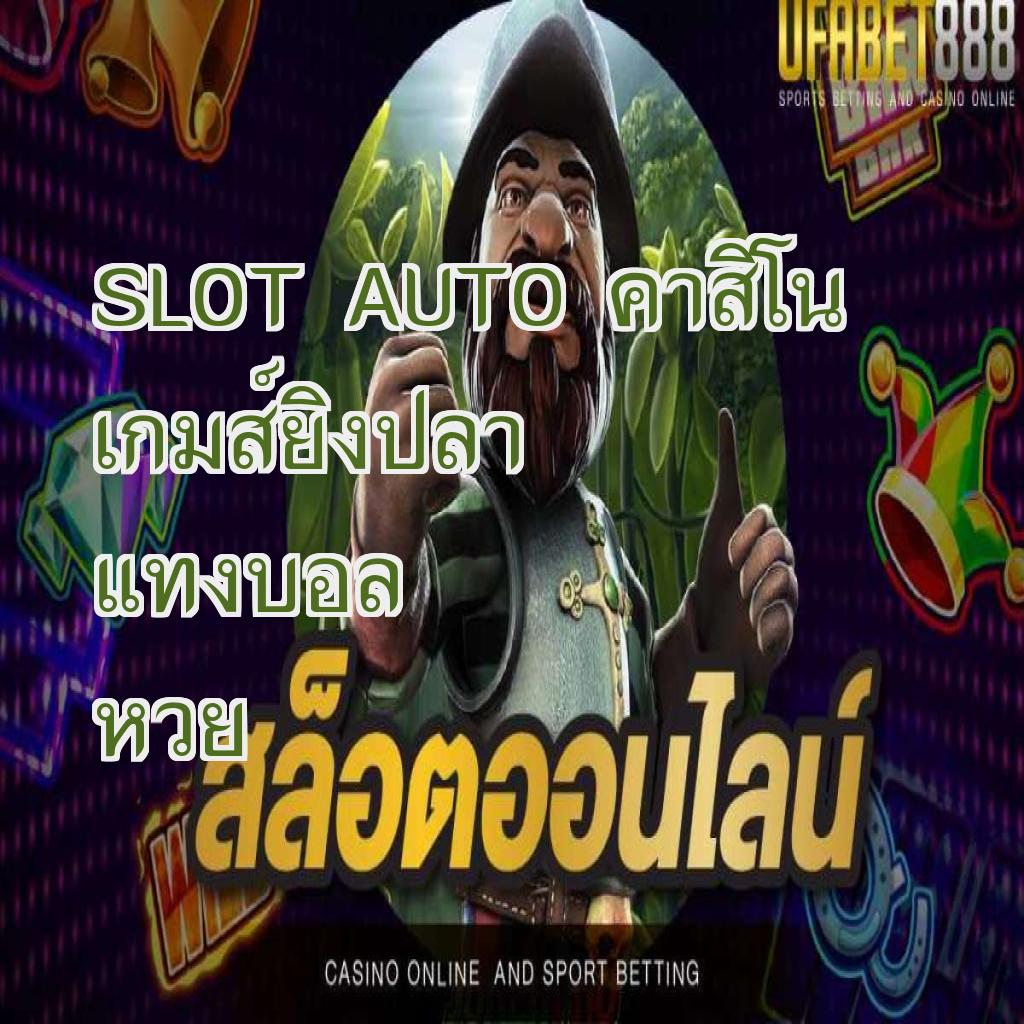 UFABET888
SPORTS BETTING AND CASINO ONLINE
BAR
SLOT AUTO คาสิโน
เกมส์ยิงปลา
แทงบอล
หวย
สล็อตออนไลน์
CASINO ONLINE AND SPORT BETTING